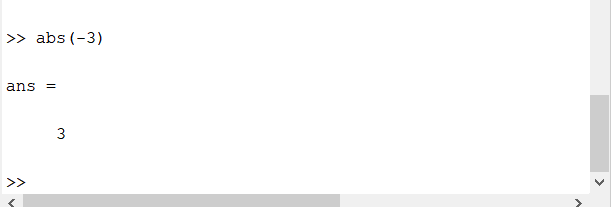 >> abs(-3)
ans =
3
>>